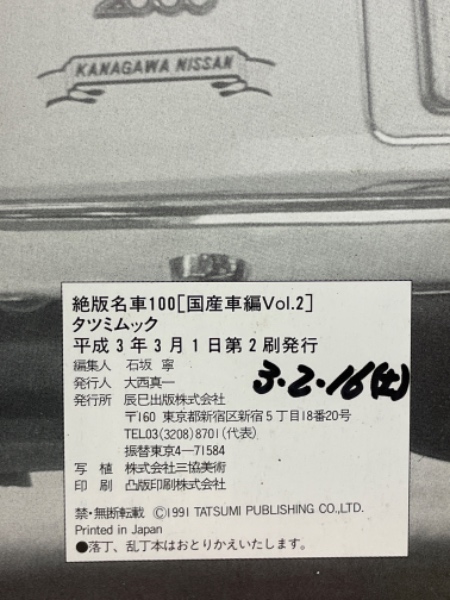 2000
KANAGAWA NISSAN
絶版名車100[国産車編Vol.2]
タツミムック
平成3年3月1日第2刷発行
編集人 石坂 寧
発行人 大西真一
発行所 辰巳出版株式会社
〒160 東京都新宿区新宿5丁目18番20号
TEL03(3208)8701(代表)
振替東京4-71584
写 植 株式会社三協美術
印 刷 凸版印刷株式会社
3・2・16(土)
禁・無断転載 ©1991 TATSUMI PUBLISHING CO.,LTD.
Printed in Japan
●落丁、乱丁本はおとりかえいたします。